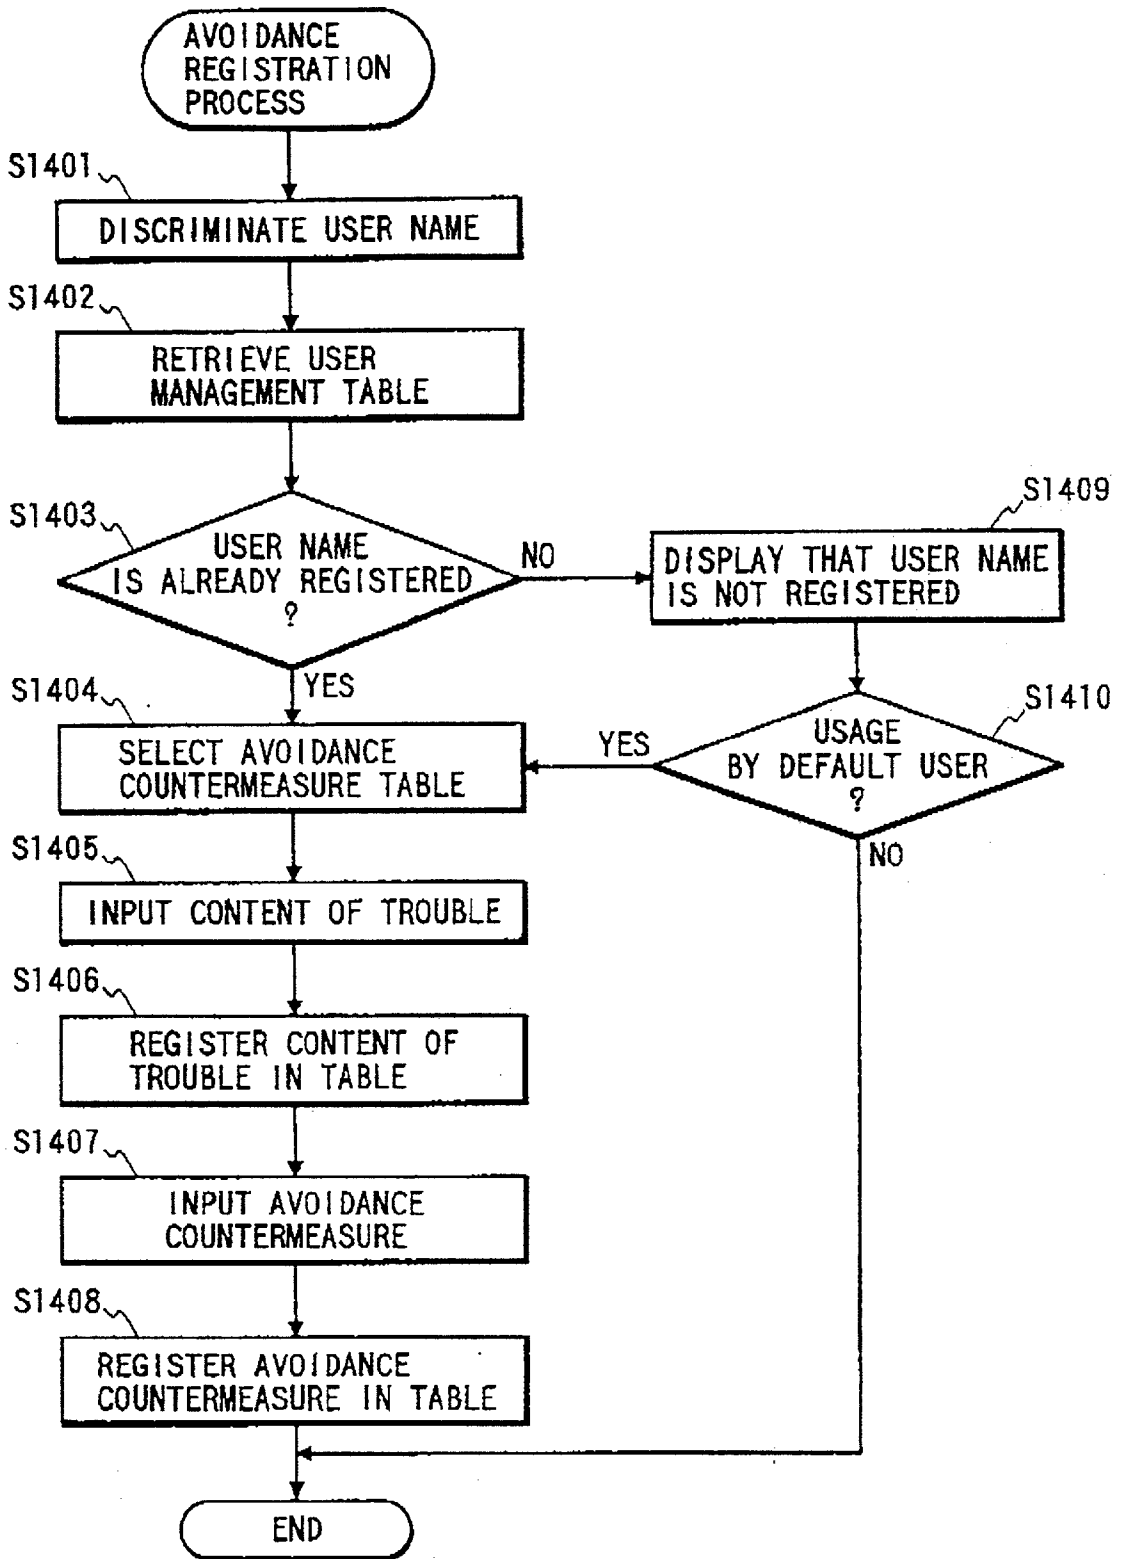 AVOIDANCE
REGISTRATION
PROCESS
S1401
DISCRIMINATE USER NAME
S1402
RETRIEVE USER
MANAGEMENT TABLE
S1403
USER NAME
IS ALREADY REGISTERED
?
NO
YES
S1409
DISPLAY THAT USER NAME
IS NOT REGISTERED
S1410
USAGE
BY DEFAULT USER
?
YES
NO
S1404
SELECT AVOIDANCE
COUNTERMEASURE TABLE
S1405
INPUT CONTENT OF TROUBLE
S1406
REGISTER CONTENT OF
TROUBLE IN TABLE
S1407
INPUT AVOIDANCE
COUNTERMEASURE
S1408
REGISTER AVOIDANCE
COUNTERMEASURE IN TABLE
END